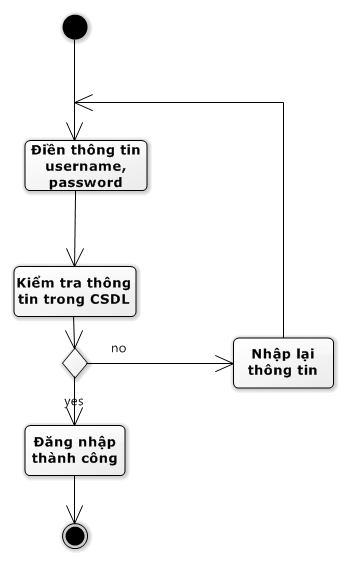 Điền thông tin
username,
password
Kiểm tra thông
tin trong CSDL
no
Nhập lại
thông tin
yes
Đăng nhập
thành công